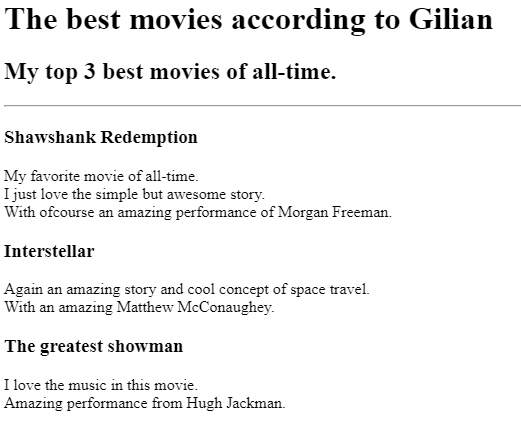 The best movies according to Gilian
My top 3 best movies of all-time.
Shawshank Redemption
My favorite movie of all-time.
I just love the simple but awesome story.
With ofcourse an amazing performance of Morgan Freeman.
Interstellar
Again an amazing story and cool concept of space travel.
With an amazing Matthew McConaughey.
The greatest showman
I love the music in this movie.
Amazing performance from Hugh Jackman.